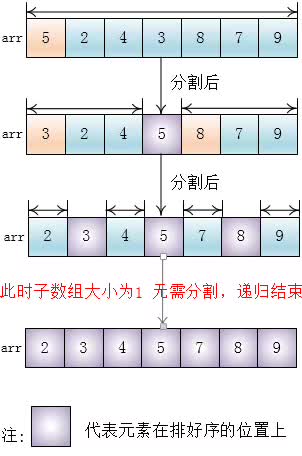 arr 5 2 4 3 8 7 9
分割后
arr 3 2 4 5 8 7 9
分割后
arr 2 3 4 5 7 8 9
此时子数组大小为1 无需分割，递归结束
arr 2 3 4 5 7 8 9
注: 代表元素在排好序的位置上